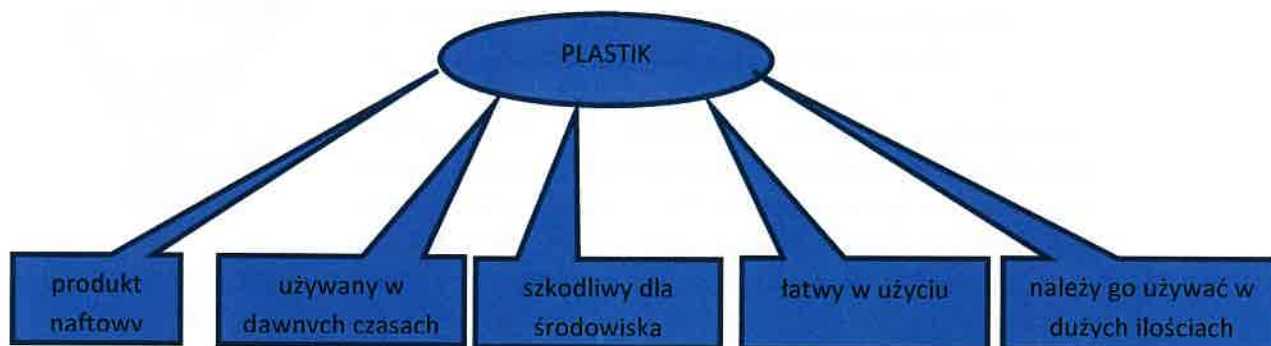 PLASTIK
produkt
naftowy
używany w
dawnych czasach
szkodliwy dla
środowiska
łatwy w użyciu
należy go używać w
dużych ilościach